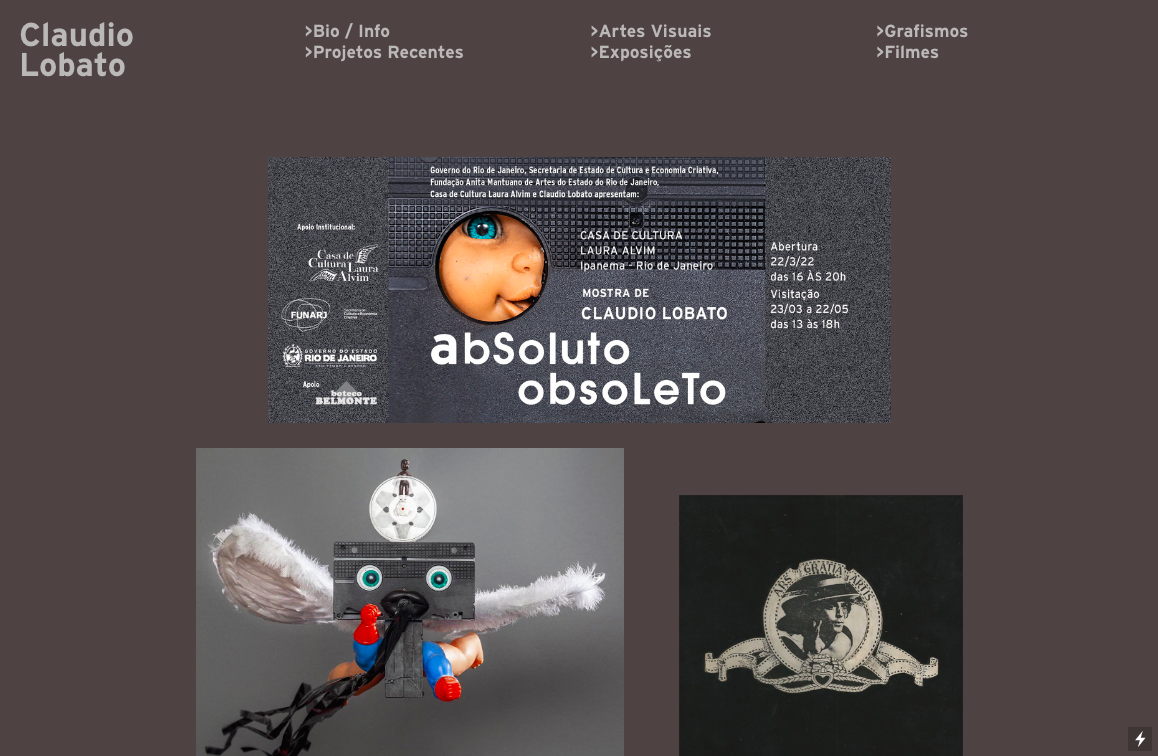 Claudio
Lobato
>Bio / Info
>Projetos Recentes
>Artes Visuais
>Exposições
>Grafismos
>Filmes
Governo do Rio de Janeiro, Secretaria de Estado de Cultura e Economia Criativa,
Fundação Anita Mantuano de Artes do Estado do Rio de Janeiro,
Casa de Cultura Laura Alvim e Claudio Lobato apresentam:
Apoio Institucional:
Casa de
Cultura Laura
Alvim
FUNARJ
GOVERNO DO ESTADO
RIO DE JANEIRO
Apoio
boteco
BELMONTE
CASA DE CULTURA
LAURA ALVIM
Ipanema - Rio de Janeiro
MOSTRA DE
CLAUDIO LOBATO
abSoluto
obsoLeTo
Abertura
22/3/22
das 16 ÀS 20h
Visitação
23/03 a 22/05
das 13 às 18h
ARS GRATIA ARTIS